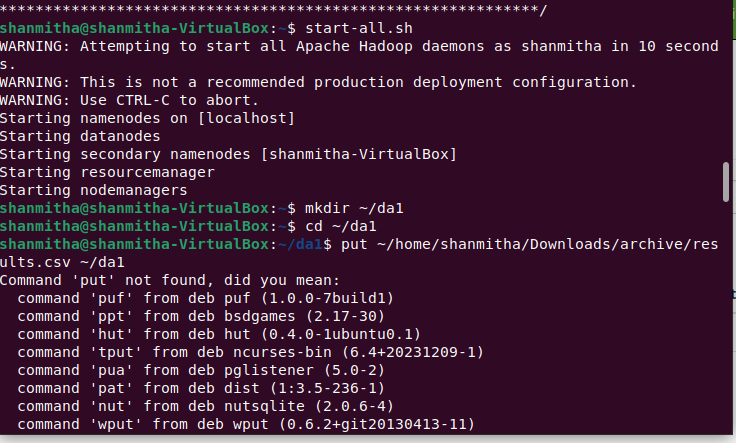 ************************************************************/
shanmitha@shanmitha-VirtualBox:~$ start-all.sh
WARNING: Attempting to start all Apache Hadoop daemons as shanmitha in 10 second
s.
WARNING: This is not a recommended production deployment configuration.
WARNING: Use CTRL-C to abort.
Starting namenodes on [localhost]
Starting datanodes
Starting secondary namenodes [shanmitha-VirtualBox]
Starting resourcemanager
Starting nodemanagers
shanmitha@shanmitha-VirtualBox:~$ mkdir ~/da1
shanmitha@shanmitha-VirtualBox:~$ cd ~/da1
shanmitha@shanmitha-VirtualBox:~/da1$ put ~/home/shanmitha/Downloads/archive/res
ults.csv ~/da1
Command 'put' not found, did you mean:
  command 'puf' from deb puf (1.0.0-7build1)
  command 'ppt' from deb bsdgames (2.17-30)
  command 'hut' from deb hut (0.4.0-1ubuntu0.1)
  command 'tput' from deb ncurses-bin (6.4+20231209-1)
  command 'pua' from deb pglistener (5.0-2)
  command 'pat' from deb dist (1:3.5-236-1)
  command 'nut' from deb nutsqlite (2.0.6-4)
  command 'wput' from deb wput (0.6.2+git20130413-11)